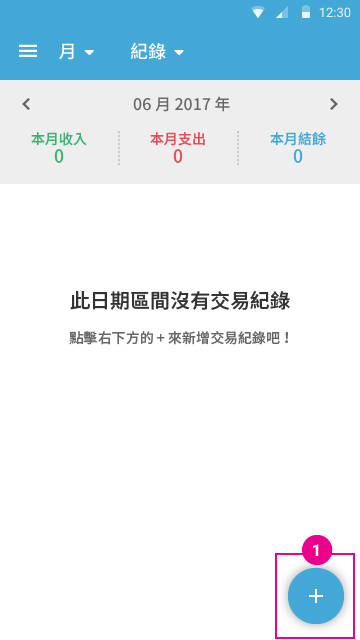 12:30
月 紀錄
06 月 2017 年
本月收入 本月支出 本月結餘
0 0 0
此日期區間沒有交易紀錄
點擊右下方的 + 來新增交易紀錄吧！
1
+